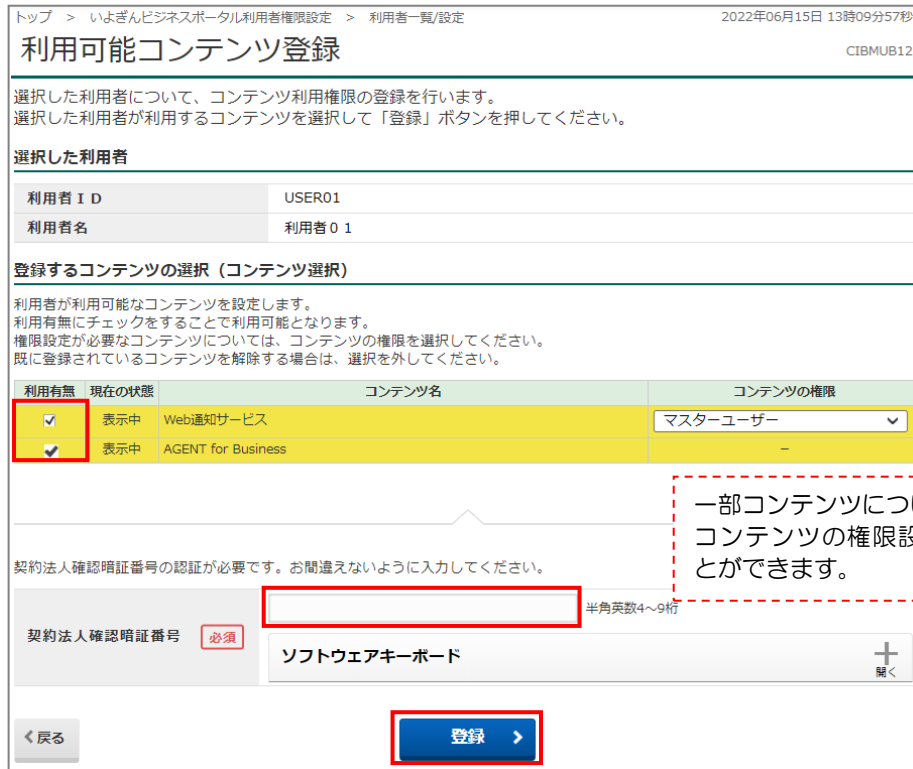 トップ > いよぎんビジネスポータル利用者権限設定 > 利用者一覧/設定 2022年06月15日 13時09分57秒
利用可能コンテンツ登録 CIBMUB12
選択した利用者について、コンテンツ利用権限の登録を行います。
選択した利用者が利用するコンテンツを選択して「登録」ボタンを押してください。
選択した利用者
利用者ＩＤ USER01
利用者名 利用者０１
登録するコンテンツの選択（コンテンツ選択）
利用者が利用可能なコンテンツを設定します。
利用有無にチェックをすることで利用可能となります。
権限設定が必要なコンテンツについては、コンテンツの権限を選択してください。
既に登録されているコンテンツを解除する場合は、選択を外してください。
利用有無 現在の状態 コンテンツ名 コンテンツの権限
表示中 Web通知サービス マスターユーザー
表示中 AGENT for Business －
一部コンテンツについ
コンテンツの権限設
とができます。
契約法人確認暗証番号の認証が必要です。お間違えないように入力してください。
契約法人確認暗証番号 必須 半角英数4～9桁
ソフトウェアキーボード 開く
戻る 登録